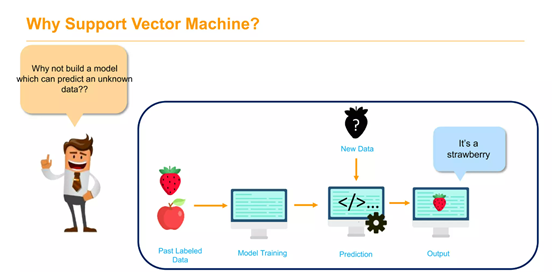 Why Support Vector Machine?
Why not build a model
which can predict an unknown
data??
?
New Data
It's a
strawberry
</>...
Past Labeled
Data
Model Training
Prediction
Output